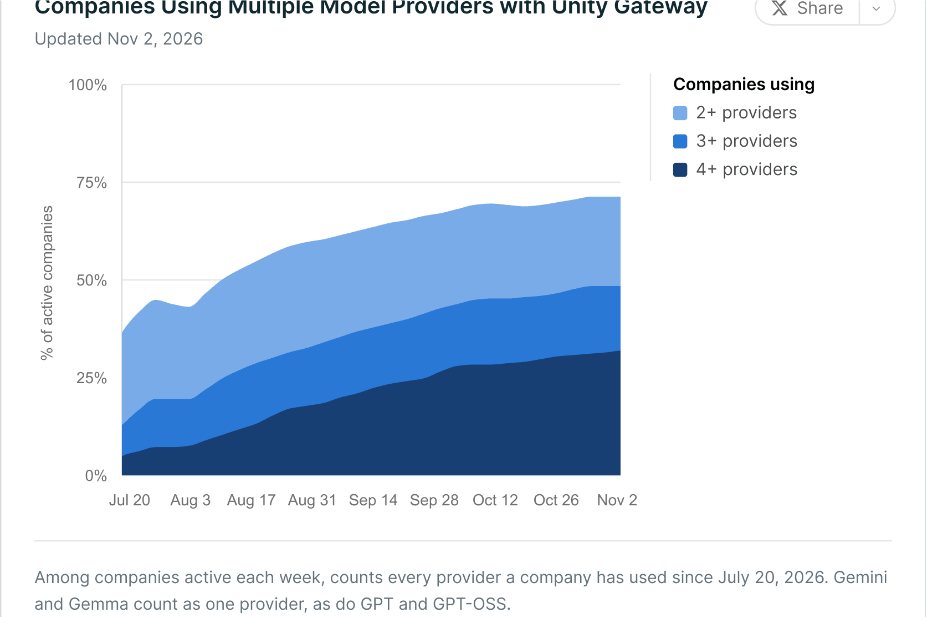 Companies Using Multiple Model Providers with Unity Gateway
Share
Updated Nov 2, 2026
100%
75%
50%
25%
0%
% of active companies
Jul 20 Aug 3 Aug 17 Aug 31 Sep 14 Sep 28 Oct 12 Oct 26 Nov 2
Companies using
2+ providers
3+ providers
4+ providers
Among companies active each week, counts every provider a company has used since July 20, 2026. Gemini
and Gemma count as one provider, as do GPT and GPT-OSS.